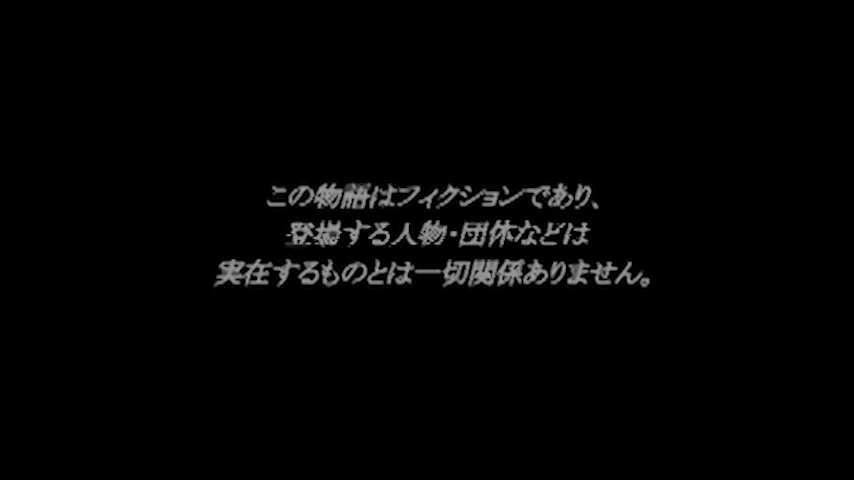 この物語はフィクションであり、
登場する人物・団体などは
実在するものとは一切関係ありません。